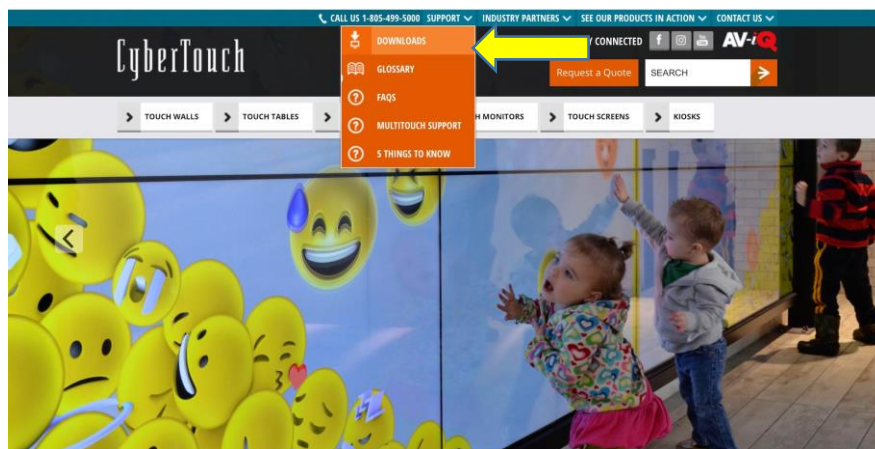 CALL US 1-805-499-5000 SUPPORT INDUSTRY PARTNERS SEE OUR PRODUCTS IN ACTION CONTACT US
CyberTouch
DOWNLOADS
CONNECTED
f
You
AV-iQ
GLOSSARY
Request a Quote
SEARCH
FAQS
TOUCH WALLS
TOUCH TABLES
MULTITOUCH SUPPORT
MONITORS
TOUCH SCREENS
KIOSKS
5 THINGS TO KNOW